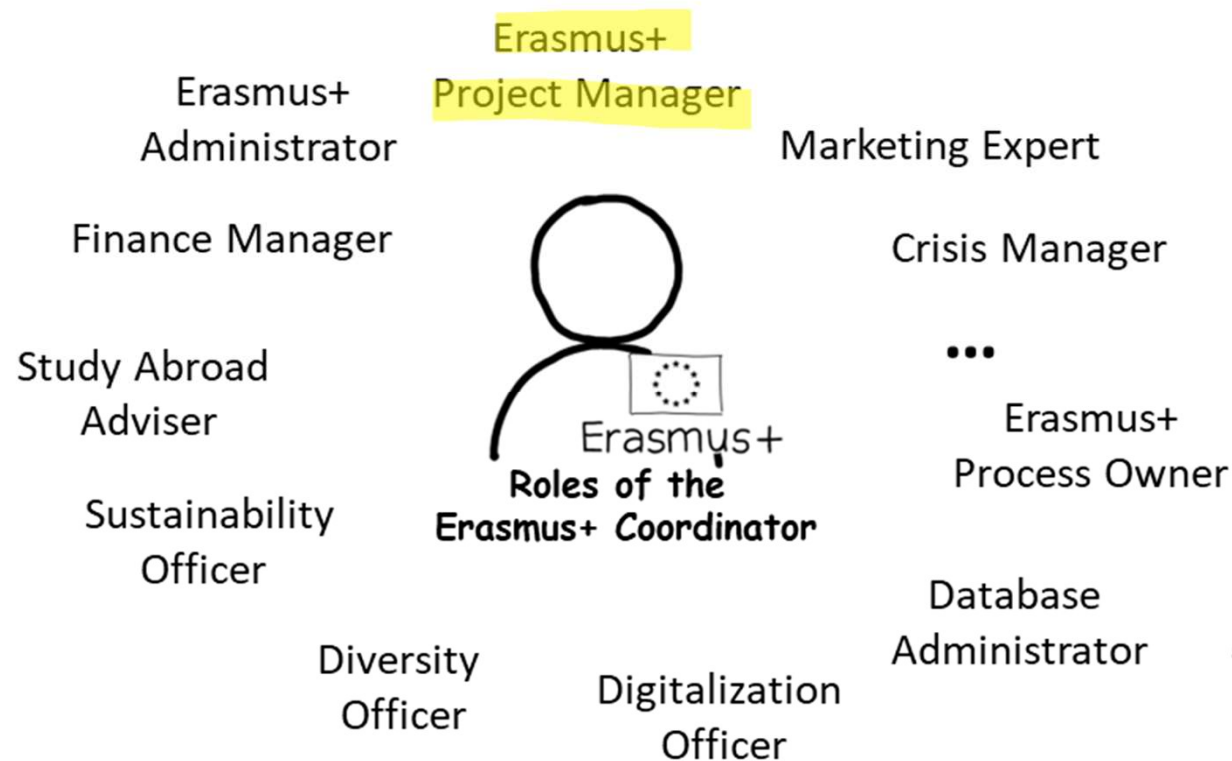 Erasmus+
Project Manager
Erasmus+
Administrator
Marketing Expert
Finance Manager
Crisis Manager
...
Study Abroad
Adviser
Erasmus+
Process Owner
Erasmus+
Roles of the
Erasmus+ Coordinator
Sustainability
Officer
Database
Administrator
Diversity
Officer
Digitalization
Officer